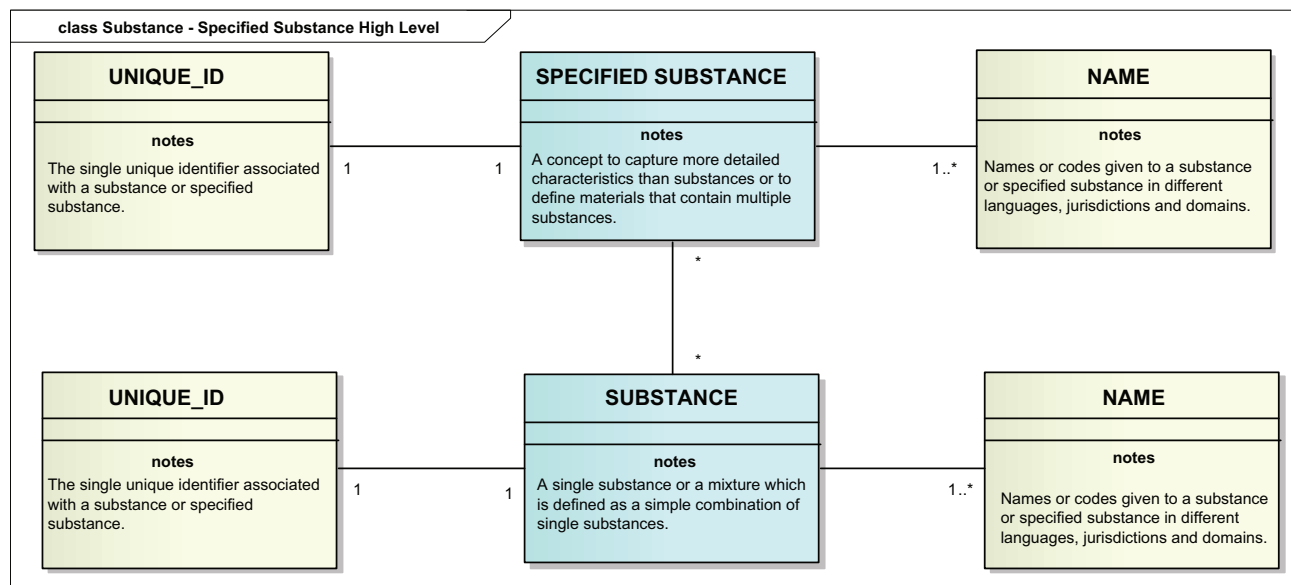 class Substance - Specified Substance High Level
UNIQUE_ID
notes
The single unique identifier associated
with a substance or specified
substance.
1
1
SPECIFIED SUBSTANCE
notes
A concept to capture more detailed
characteristics than substances or to
define materials that contain multiple
substances.
1..*
NAME
notes
Names or codes given to a substance
or specified substance in different
languages, jurisdictions and domains.
*
*
UNIQUE_ID
notes
The single unique identifier associated
with a substance or specified
substance.
1
1
SUBSTANCE
notes
A single substance or a mixture which
is defined as a simple combination of
single substances.
1..*
NAME
notes
Names or codes given to a substance
or specified substance in different
languages, jurisdictions and domains.